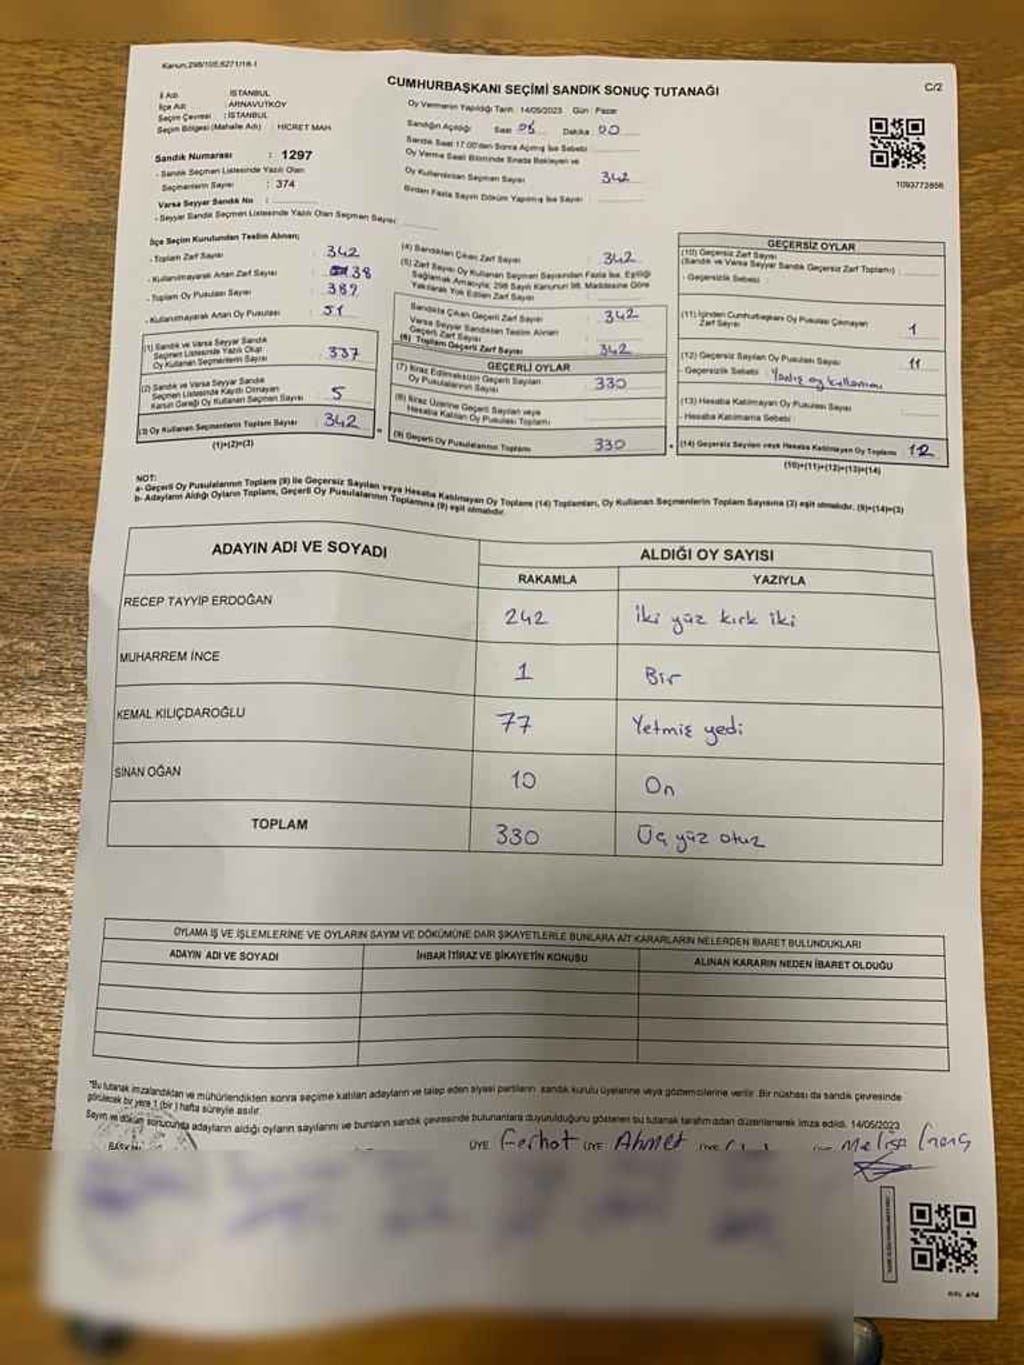 Kanun:298/105,6271/18-I
C/2
CUMHURBAŞKANI SEÇİMİ SANDIK SONUÇ TUTANAĞI
İl Adı : İSTANBUL
İlçe Adı : ARNAVUTKÖY
Seçim Çevresi : İSTANBUL
Seçim Bölgesi (Mahalle Adı) : HİCRET MAH
Sandık Numarası : 1297
- Sandık Seçmen Listesinde Yazılı Olan
Seçmenlerin Sayısı : 374
Varsa Seyyar Sandık No :
- Seyyar Sandık Seçmen Listesinde Yazılı Olan Seçmen Sayısı:
Oy Vermenin Yapıldığı Tarih : 14/05/2023 Gün : Pazar
Sandığın Açıldığı Saat 05 Dakika 00
Sandık Saat 17.00'den Sonra Açılmış İse Sebebi
Oy Verme Saati Bitiminde Sırada Bekleyen ve
Oy Kullandırılan Seçmen Sayısı 342
Birden Fazla Sayım Döküm Yapılmış İse Sayısı :
1093772856
İlçe Seçim Kurulundan Teslim Alınan;
- Toplam Zarf Sayısı : 342
- Kullanılmayarak Artan Zarf Sayısı : 38
- Toplam Oy Pusulası Sayısı : 389
- Kullanılmayarak Artan Oy Pusulası : 51
(1) Sandık ve Varsa Seyyar Sandık
Seçmen Listesinde Yazılı Olup
Oy Kullanan Seçmenlerin Sayısı : 337
(2) Sandık ve Varsa Seyyar Sandık
Seçmen Listesinde Kayıtlı Olmayan
Kanun Gereği Oy Kullanan Seçmen Sayısı : 5
(3) Oy Kullanan Seçmenlerin Toplam Sayısı : 342
(1)+(2)=(3)
(4) Sandıktan Çıkan Zarf Sayısı : 342
(5) Zarf Sayısı Oy Kullanan Seçmen Sayısından Fazla İse, Eşitliği
Sağlamak Amacıyla; 298 Sayılı Kanunun 98. Maddesine Göre
Yakılarak Yok Edilen Zarf Sayısı
Sandıkta Çıkan Geçerli Zarf Sayısı : 342
Varsa Seyyar Sandıktan Teslim Alınan
Geçerli Zarf Sayısı
(6) Toplam Geçerli Zarf Sayısı 342
GEÇERLİ OYLAR
(7) İtiraz Edilmeksizin Geçerli Sayılan
Oy Pusulalarının Sayısı : 330
(8) İtiraz Üzerine Geçerli Sayılan veya
Hesaba Katılan Oy Pusulası Toplamı
(9) Geçerli Oy Pusulalarının Toplamı : 330
GEÇERSİZ OYLAR
(10) Geçersiz Zarf Sayısı
(Sandık ve Varsa Seyyar Sandık Geçersiz Zarf Toplamı) :
- Geçersizlik Sebebi :
(11) İçinden Cumhurbaşkanı Oy Pusulası Çıkmayan
Zarf Sayısı : 1
(12) Geçersiz Sayılan Oy Pusulası Sayısı : 11
- Geçersizlik Sebebi : Yanlış oy kullanımı
(13) Hesaba Katılmayan Oy Pusulası Sayısı
- Hesaba Katılmama Sebebi :
(14) Geçersiz Sayılan veya Hesaba Katılmayan Oy Toplamı 12
(10)+(11)+(12)+(13)=(14)
NOT:
a- Geçerli Oy Pusulalarının Toplamı (9) ile Geçersiz Sayılan veya Hesaba Katılmayan Oy Toplamı (14) Toplamları, Oy Kullanan Seçmenlerin Toplam Sayısına (3) eşit olmalıdır. (9)+(14)=(3)
b- Adayların Aldığı Oyların Toplamı, Geçerli Oy Pusulalarının Toplamına (9) eşit olmalıdır.
ADAYIN ADI VE SOYADI
ALDIĞI OY SAYISI
RAKAMLA YAZIYLA
RECEP TAYYİP ERDOĞAN 242 İki yüz kırk iki
MUHARREM İNCE 1 Bir
KEMAL KILIÇDAROĞLU 77 Yetmiş yedi
SİNAN OĞAN 10 On
TOPLAM 330 Üç yüz otuz
OYLAMA İŞ VE İŞLEMLERİNE VE OYLARIN SAYIM VE DÖKÜMÜNE DAİR ŞİKAYETLERLE BUNLARA AİT KARARLARIN NELERDEN İBARET BULUNDUKLARI
ADAYIN ADI VE SOYADI İHBAR İTİRAZ VE ŞİKAYETİN KONUSU ALINAN KARARIN NEDEN İBARET OLDUĞU
"Bu tutanak imzalandıktan ve mühürlendikten sonra seçime katılan adayların ve talep eden siyasi partilerin sandık kurulu üyelerine veya gözlemcilerine verilir. Bir nüshası da sandık çevresinde
görülecek bir yere 1 (bir) hafta süreyle asılır.
Sayım ve döküm sonucunda adayların aldığı oyların sayılarını ve bunların sandık çevresinde bulunanlara duyurulduğunu gösteren bu tutanak tarafımızdan düzenlenerek imza edildi. 14/05/2023
BAŞKAN ÜYE Ferhat ÜYE Ahmet ÜYE Melisa